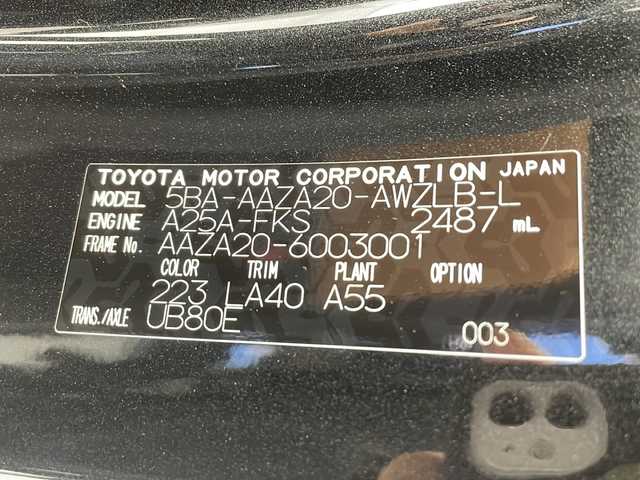 TOYOTA MOTOR CORPORATION JAPAN
MODEL 5BA-AAZA20-AWZLB-L
ENGINE A25A-FKS 2487 mL
FRAME No. AAZA20-6003001
COLOR TRIM PLANT OPTION
223 LA40 A55
TRANS./AXLE UB80E
003